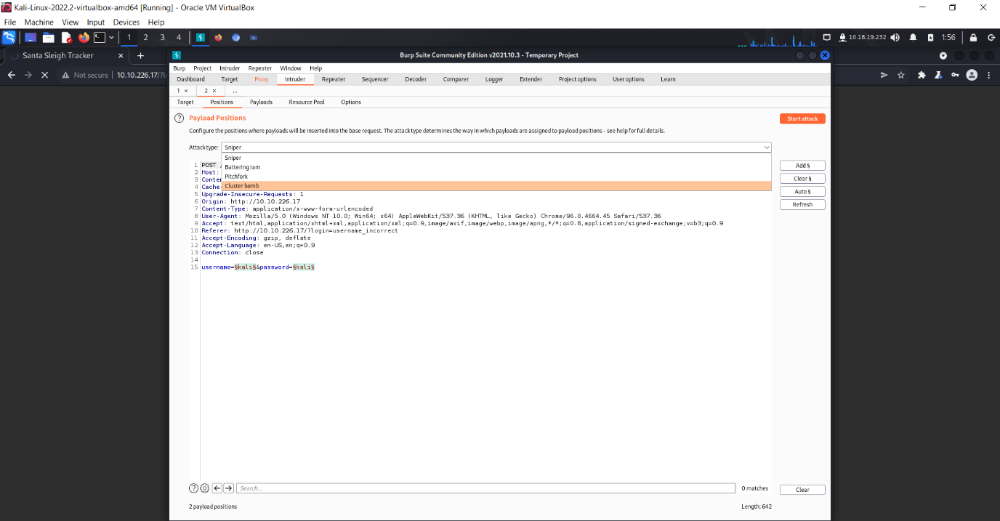 Kali-Linux-2022.2-virtualbox-amd64 [Running] - Oracle VM VirtualBox
File Machine View Input Devices Help
1 2 3 4 10.18.19.232 1:56
Santa Sleigh Tracker
Burp Suite Community Edition v2021.10.3 - Temporary Project
Not secure 10.10.226.17/?l
Burp Project Intruder Repeater Window Help
Dashboard Target Proxy Intruder Repeater Sequencer Decoder Comparer Logger Extender Project options User options Learn
1 × 2 × ...
Target Positions Payloads Resource Pool Options
? Payload Positions
Start attack
Configure the positions where payloads will be inserted into the base request. The attack type determines the way in which payloads are assigned to payload positions - see help for full details.
Attack type: Sniper
Sniper
Battering ram
Pitchfork
Cluster bomb
Add §
Clear §
Auto §
Refresh
1 POST
2 Host:
3 Conten
4 Cache-
5 Upgrade-Insecure-Requests: 1
6 Origin: http://10.10.226.17
7 Content-Type: application/x-www-form-urlencoded
8 User-Agent: Mozilla/5.0 (Windows NT 10.0; Win64; x64) AppleWebKit/537.36 (KHTML, like Gecko) Chrome/96.0.4664.45 Safari/537.36
9 Accept: text/html,application/xhtml+xml,application/xml;q=0.9,image/avif,image/webp,image/apng,*/*;q=0.8,application/signed-exchange;v=b3;q=0.9
10 Referer: http://10.10.226.17/?login=username_incorrect
11 Accept-Encoding: gzip, deflate
12 Accept-Language: en-US,en;q=0.9
13 Connection: close
14
15 username=§kali§&password=§kali§
? Search... 0 matches Clear
2 payload positions Length: 642